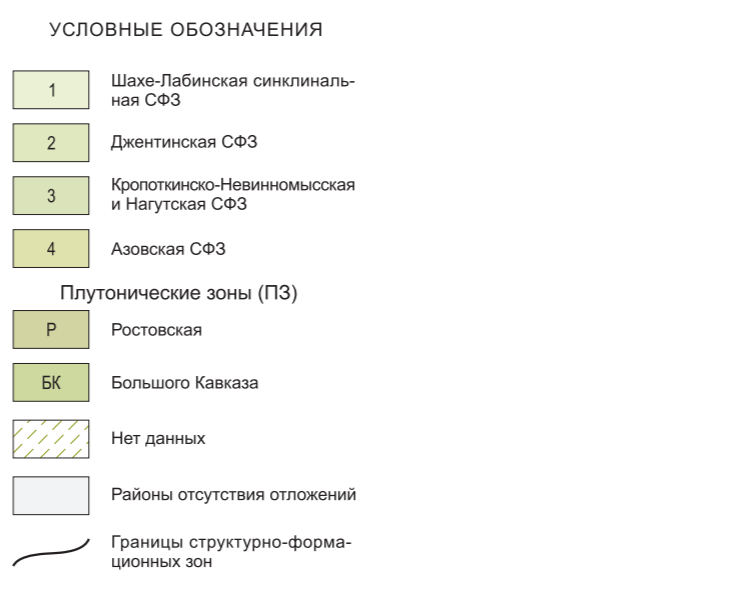 УСЛОВНЫЕ ОБОЗНАЧЕНИЯ
1 Шахе-Лабинская синклиналь-
ная СФЗ
2 Джентинская СФЗ
3 Кропоткинско-Невинномысская
и Нагутская СФЗ
4 Азовская СФЗ
Плутонические зоны (ПЗ)
Р Ростовская
БК Большого Кавказа
Нет данных
Районы отсутствия отложений
Границы структурно-форма-
ционных зон